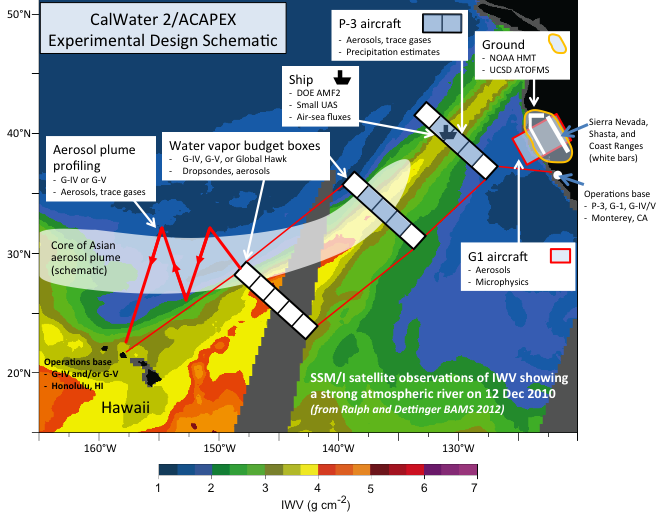 CalWater 2/ACAPEX
Experimental Design Schematic
P-3 aircraft
- Aerosols, trace gases
- Precipitation estimates
Ground
- NOAA HMT
- UCSD ATOFMS
Ship
- DOE AMF2
- Small UAS
- Air-sea fluxes
Aerosol plume
profiling
- G-IV or G-V
- Aerosols, trace gases
Water vapor budget boxes
- G-IV, G-V, or Global Hawk
- Dropsondes, aerosols
Sierra Nevada,
Shasta, and
Coast Ranges
(white bars)
Operations base
- P-3, G-1, G-IV/V
- Monterey, CA
Core of Asian
aerosol plume
(schematic)
G1 aircraft
- Aerosols
- Microphysics
Operations base
- G-IV and/or G-V
- Honolulu, HI
Hawaii
SSM/I satellite observations of IWV showing
a strong atmospheric river on 12 Dec 2010
(from Ralph and Dettinger BAMS 2012)
50°N
40°N
30°N
20°N
160°W 150°W 140°W 130°W
1 2 3 4 5 6 7
IWV (g cm-2)